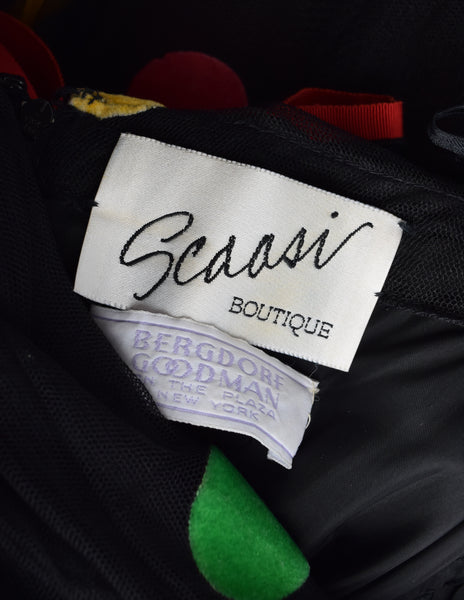 Scaasi
BOUTIQUE
BERGDORF
GOODMAN
ON THE PLAZA
NEW YORK